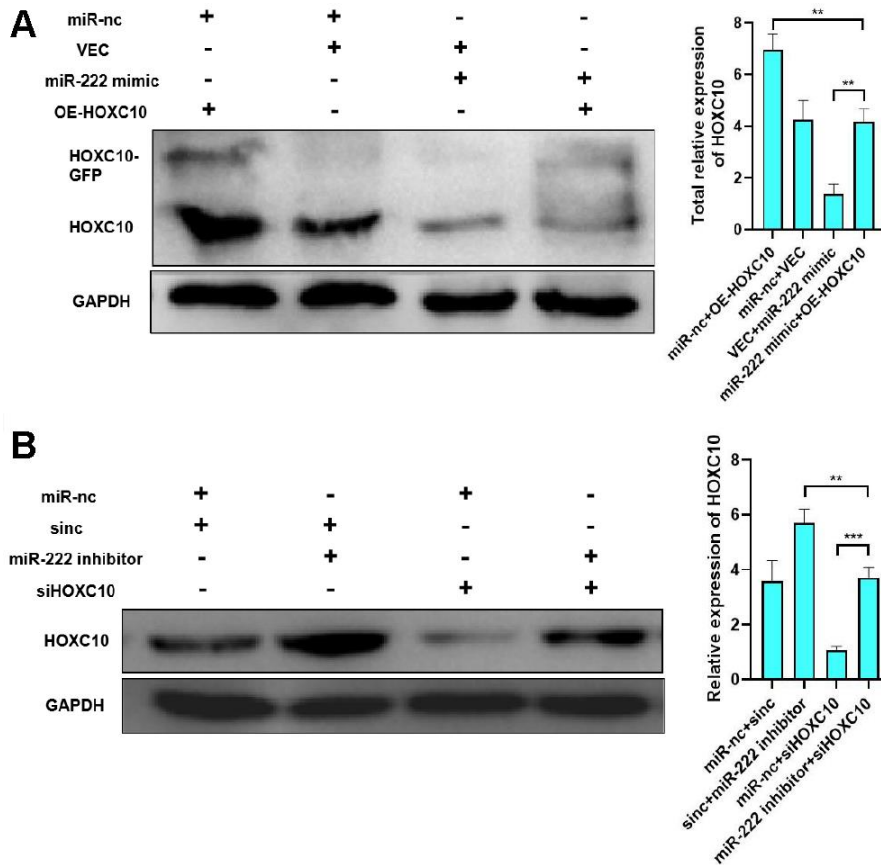 A
miR-nc + + - -
VEC - + + -
miR-222 mimic - - + +
OE-HOXC10 + - - +
HOXC10-
GFP
HOXC10
GAPDH
Total relative expression
of HOXC10
8
6
4
2
0
**
**
miR-nc+OE-HOXC10
miR-nc+VEC
VEC+miR-222 mimic
miR-222 mimic+OE-HOXC10
B
miR-nc + - + -
sinc + + - -
miR-222 inhibitor - + - +
siHOXC10 - - + +
HOXC10
GAPDH
Relative expression of HOXC10
8
6
4
2
0
**
***
miR-nc+sinc
sinc+miR-222 inhibitor
miR-nc+siHOXC10
miR-222 inhibitor+siHOXC10